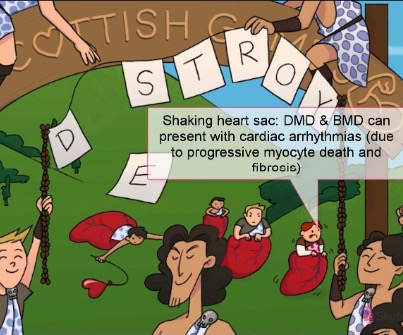 SCOTTISH GAMES
DESTROY
Shaking heart sac: DMD & BMD can
present with cardiac arrhythmias (due
to progressive myocyte death and
fibrosis)